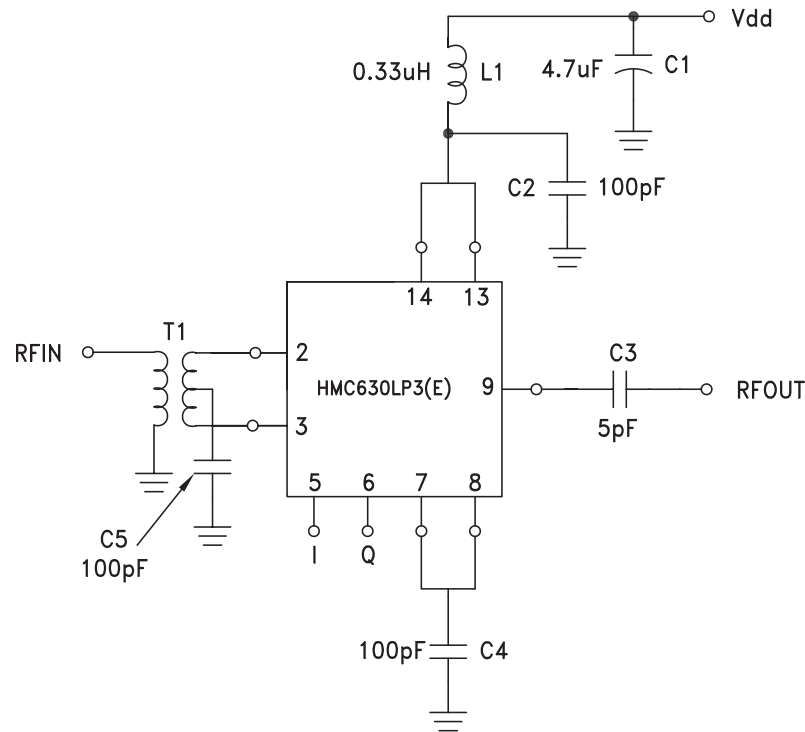 Vdd
0.33uH L1
4.7uF C1
C2 100pF
14 13
T1
RFIN
2
HMC630LP3(E)
9
C3
RFOUT
5pF
3
5 6 7 8
C5
100pF
I Q
100pF C4